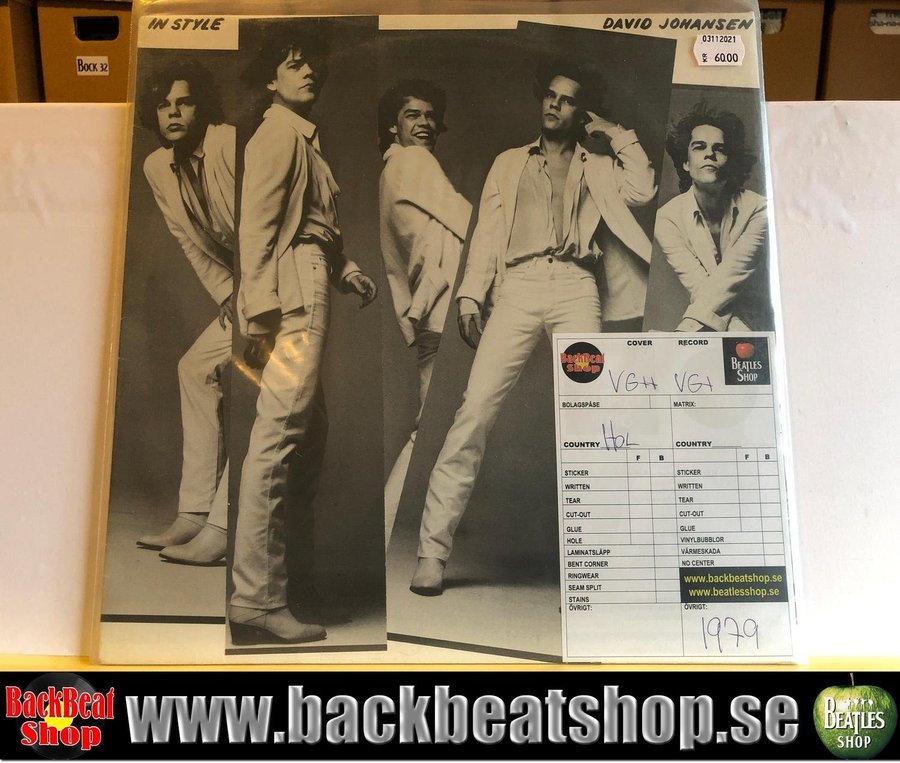 IN STYLE
DAVID JOHANSEN
03112021
KR 60.00
BOCK 32
COVER RECORD
BACKBEAT SHOP
BEATLES SHOP
VG++ VG+
BOLAGSPÅSE MATRIX:
COUNTRY HOL COUNTRY
F B F B
STICKER STICKER
WRITTEN WRITTEN
TEAR TEAR
CUT-OUT CUT-OUT
GLUE GLUE
HOLE VINYLBUBBLOR
LAMINATSLÄPP VÄRMESKADA
BENT CORNER NO CENTER
RINGWEAR
SEAM SPLIT
STAINS
www.backbeatshop.se
www.beatlesshop.se
ÖVRIGT: ÖVRIGT:
1979
BackBeat Shop
www.backbeatshop.se
BEATLES SHOP